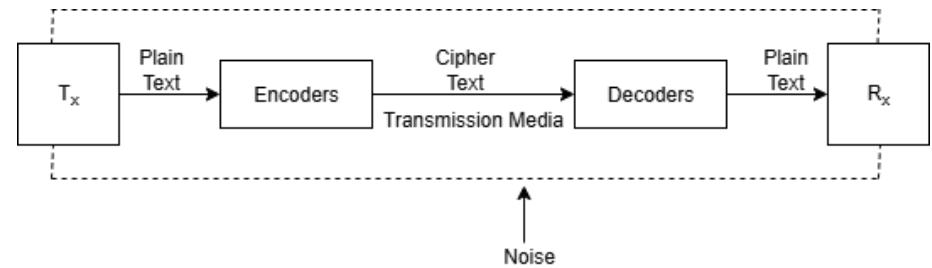 Plain
Text
Cipher
Text
Plain
Text
Tx
Encoders
Decoders
Rx
Transmission Media
Noise